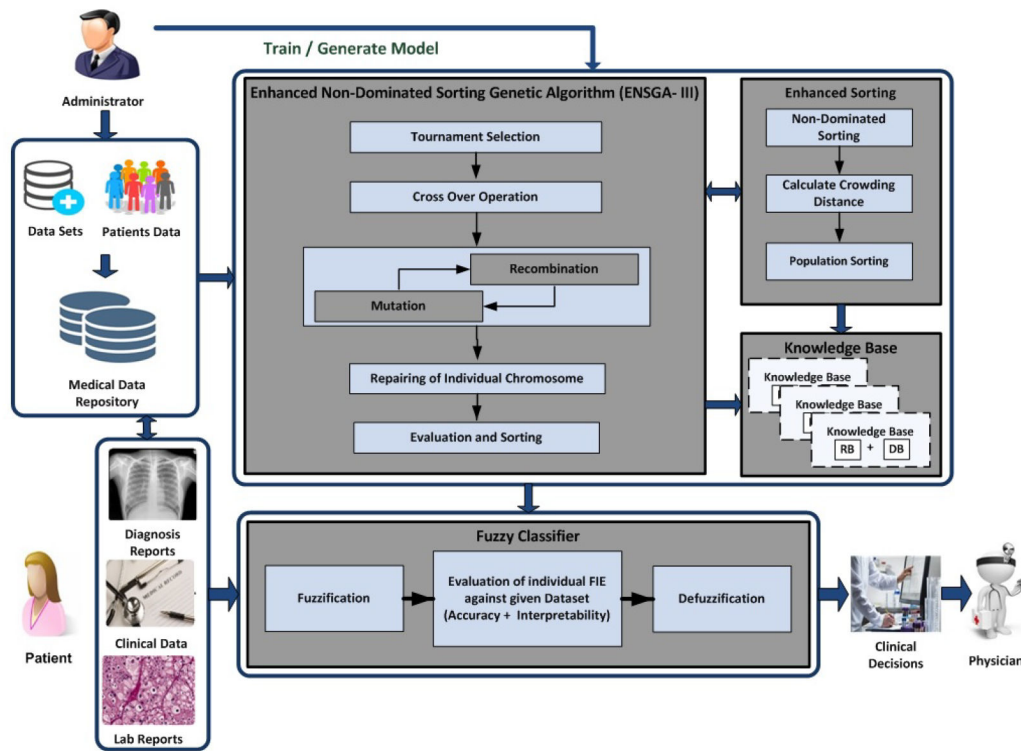 Train / Generate Model
Administrator
Data Sets
Patients Data
Medical Data
Repository
Enhanced Non-Dominated Sorting Genetic Algorithm (ENSGA- III)
Tournament Selection
Cross Over Operation
Recombination
Mutation
Repairing of Individual Chromosome
Evaluation and Sorting
Enhanced Sorting
Non-Dominated
Sorting
Calculate Crowding
Distance
Population Sorting
Knowledge Base
Knowledge Base
Knowledge Base
Knowledge Base
RB + DB
Diagnosis
Reports
MEDICAL RECORD
Clinical Data
Lab Reports
Patient
Fuzzy Classifier
Fuzzification
Evaluation of individual FIE
against given Dataset
(Accuracy + Interpretability)
Defuzzification
Clinical
Decisions
Physician